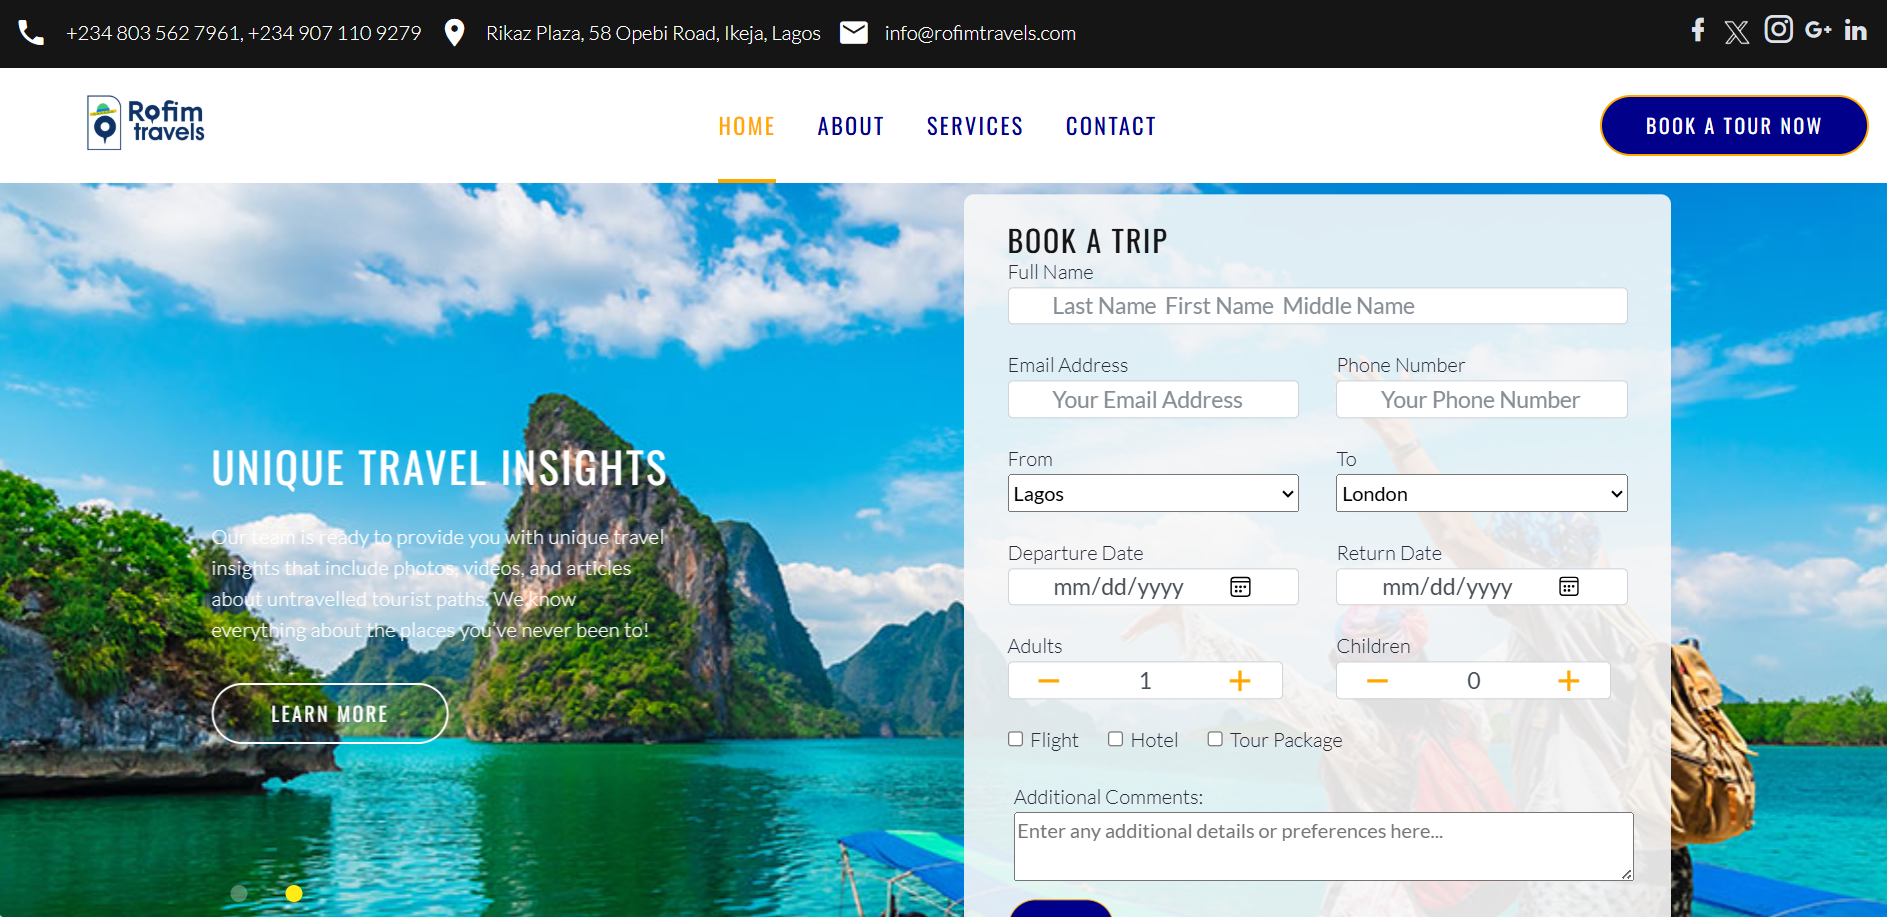 +234 803 562 7961, +234 907 110 9279 Rikaz Plaza, 58 Opebi Road, Ikeja, Lagos info@rofimtravels.com
Rofim
travels
HOME ABOUT SERVICES CONTACT
BOOK A TOUR NOW
UNIQUE TRAVEL INSIGHTS
Our team is ready to provide you with unique travel
insights that include photos, videos, and articles
about untravelled tourist paths. We know
everything about the places you've never been to!
LEARN MORE
BOOK A TRIP
Full Name
Last Name First Name Middle Name
Email Address Phone Number
Your Email Address Your Phone Number
From To
Lagos London
Departure Date Return Date
mm/dd/yyyy mm/dd/yyyy
Adults Children
1 0
Flight Hotel Tour Package
Additional Comments:
Enter any additional details or preferences here...